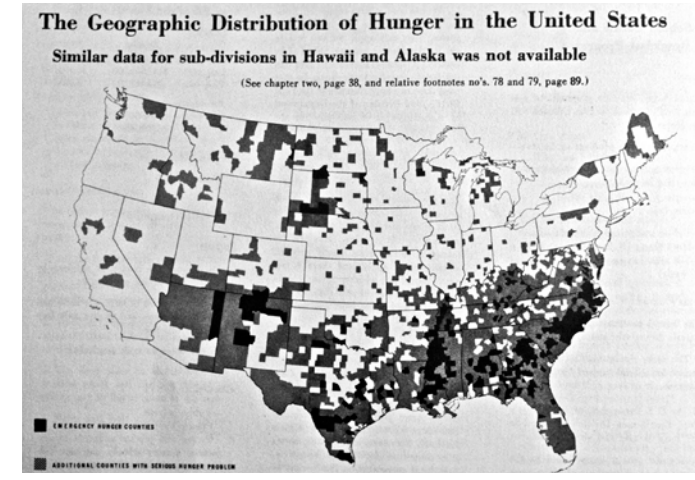 The Geographic Distribution of Hunger in the United States
Similar data for sub-divisions in Hawaii and Alaska was not available
(See chapter two, page 38, and relative footnotes no's. 78 and 79, page 89.)
EMERGENCY HUNGER COUNTIES
ADDITIONAL COUNTIES WITH SERIOUS HUNGER PROBLEM